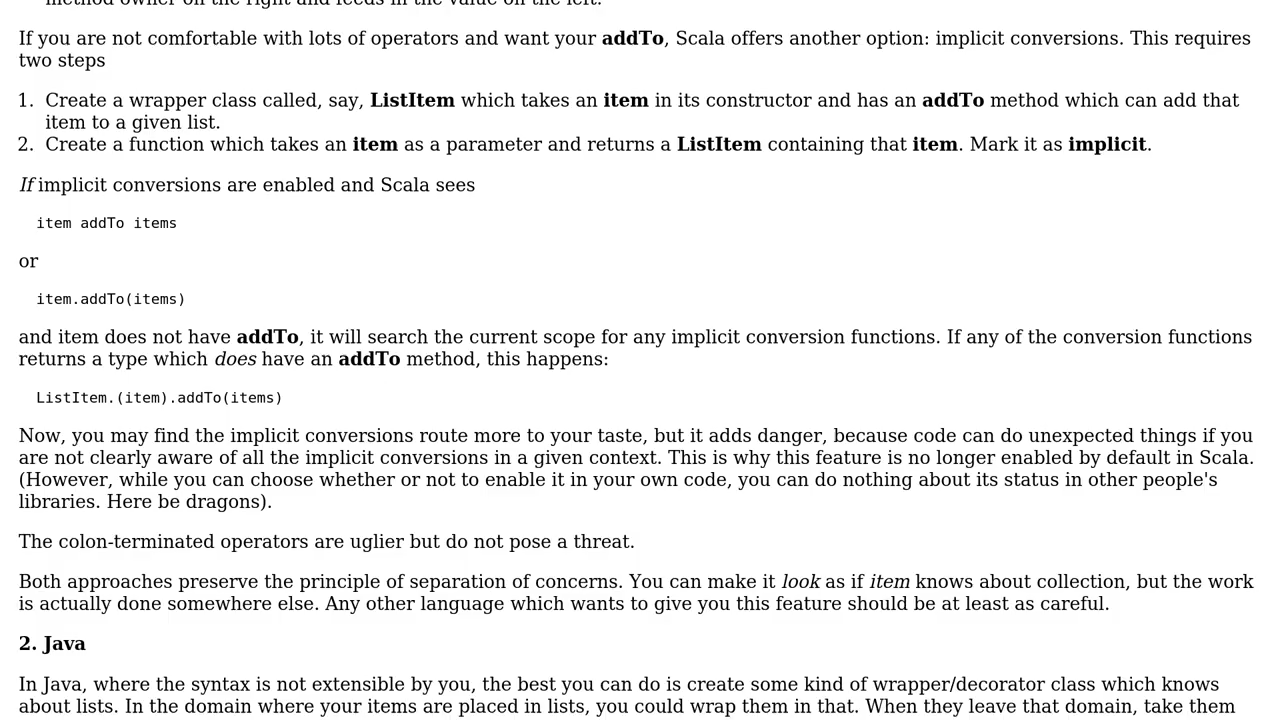 method owner on the right and feeds in the value on the left.
If you are not comfortable with lots of operators and want your addTo, Scala offers another option: implicit conversions. This requires
two steps
1. Create a wrapper class called, say, ListItem which takes an item in its constructor and has an addTo method which can add that
item to a given list.
2. Create a function which takes an item as a parameter and returns a ListItem containing that item. Mark it as implicit.
If implicit conversions are enabled and Scala sees
item addTo items
or
item.addTo(items)
and item does not have addTo, it will search the current scope for any implicit conversion functions. If any of the conversion functions
returns a type which does have an addTo method, this happens:
ListItem.(item).addTo(items)
Now, you may find the implicit conversions route more to your taste, but it adds danger, because code can do unexpected things if you
are not clearly aware of all the implicit conversions in a given context. This is why this feature is no longer enabled by default in Scala.
(However, while you can choose whether or not to enable it in your own code, you can do nothing about its status in other people's
libraries. Here be dragons).
The colon-terminated operators are uglier but do not pose a threat.
Both approaches preserve the principle of separation of concerns. You can make it look as if item knows about collection, but the work
is actually done somewhere else. Any other language which wants to give you this feature should be at least as careful.
2. Java
In Java, where the syntax is not extensible by you, the best you can do is create some kind of wrapper/decorator class which knows
about lists. In the domain where your items are placed in lists, you could wrap them in that. When they leave that domain, take them